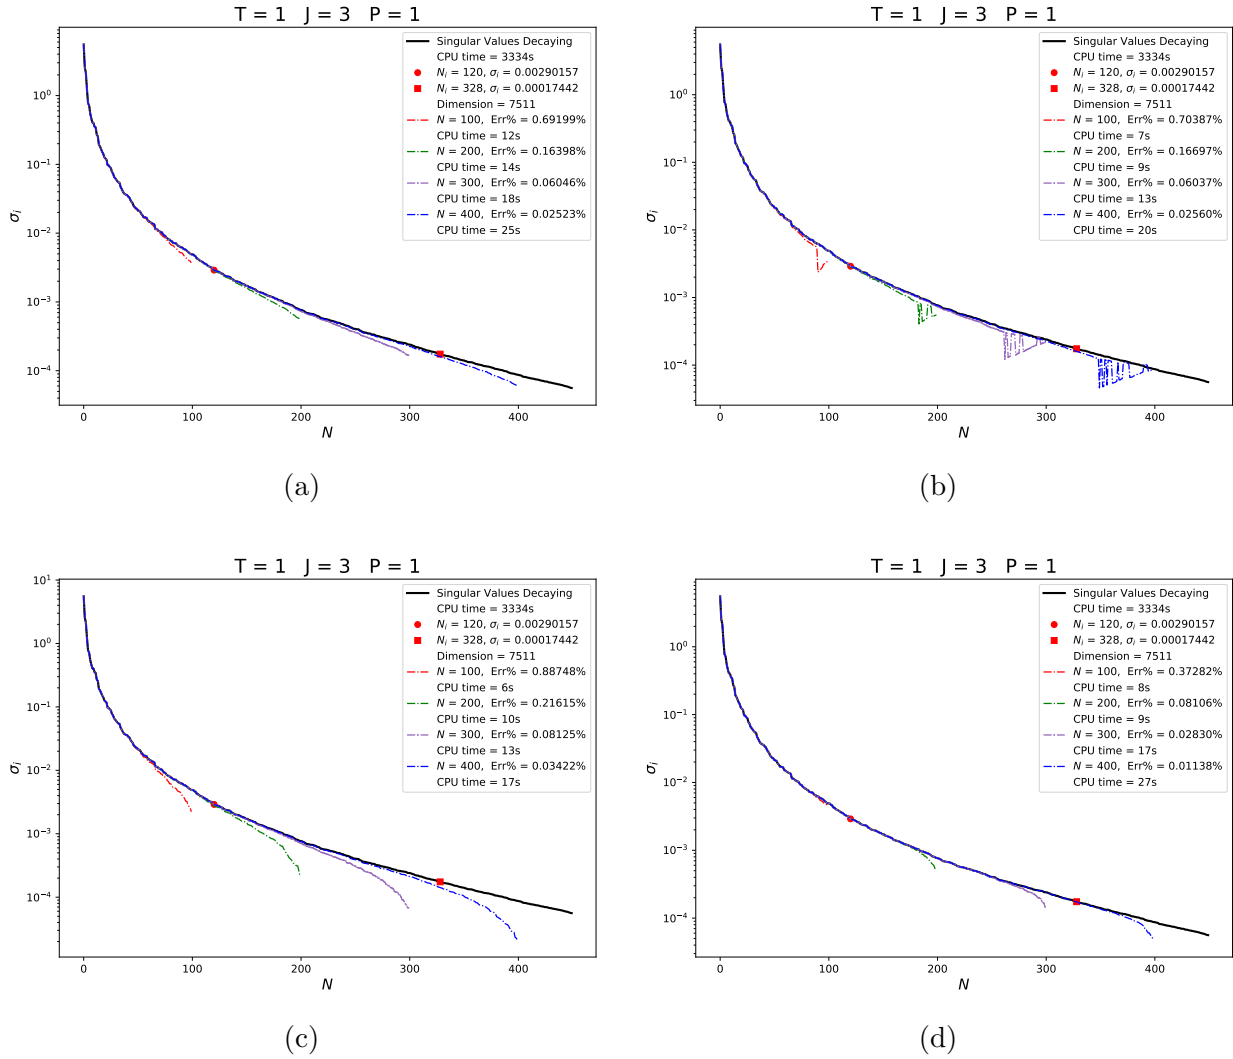 T = 1 J = 3 P = 1
Singular Values Decaying
CPU time = 3334s
N_i = 120, σ_i = 0.00290157
N_i = 328, σ_i = 0.00017442
Dimension = 7511
N = 100, Err% = 0.69199%
CPU time = 12s
N = 200, Err% = 0.16398%
CPU time = 14s
N = 300, Err% = 0.06046%
CPU time = 18s
N = 400, Err% = 0.02523%
CPU time = 25s
σ_i
10^0
10^-1
10^-2
10^-3
10^-4
0 100 200 300 400
N
(a)
T = 1 J = 3 P = 1
Singular Values Decaying
CPU time = 3334s
N_i = 120, σ_i = 0.00290157
N_i = 328, σ_i = 0.00017442
Dimension = 7511
N = 100, Err% = 0.70387%
CPU time = 7s
N = 200, Err% = 0.16697%
CPU time = 9s
N = 300, Err% = 0.06037%
CPU time = 13s
N = 400, Err% = 0.02560%
CPU time = 20s
σ_i
10^0
10^-1
10^-2
10^-3
10^-4
0 100 200 300 400
N
(b)
T = 1 J = 3 P = 1
Singular Values Decaying
CPU time = 3334s
N_i = 120, σ_i = 0.00290157
N_i = 328, σ_i = 0.00017442
Dimension = 7511
N = 100, Err% = 0.88748%
CPU time = 6s
N = 200, Err% = 0.21615%
CPU time = 10s
N = 300, Err% = 0.08125%
CPU time = 13s
N = 400, Err% = 0.03422%
CPU time = 17s
σ_i
10^1
10^0
10^-1
10^-2
10^-3
10^-4
0 100 200 300 400
N
(c)
T = 1 J = 3 P = 1
Singular Values Decaying
CPU time = 3334s
N_i = 120, σ_i = 0.00290157
N_i = 328, σ_i = 0.00017442
Dimension = 7511
N = 100, Err% = 0.37282%
CPU time = 8s
N = 200, Err% = 0.08106%
CPU time = 9s
N = 300, Err% = 0.02830%
CPU time = 17s
N = 400, Err% = 0.01138%
CPU time = 27s
σ_i
10^0
10^-1
10^-2
10^-3
10^-4
0 100 200 300 400
N
(d)